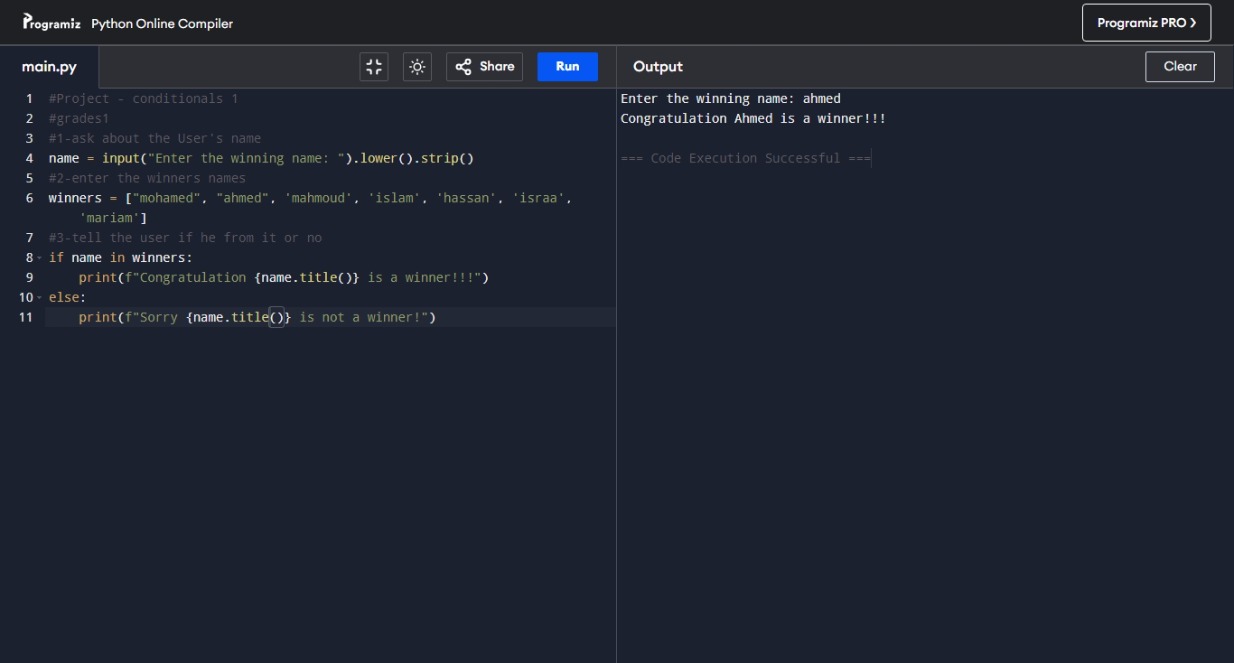 Programiz Python Online Compiler
Programiz PRO >
main.py
Share
Run
Output
Clear
1 #Project - conditionals 1
2 #grades1
3 #1-ask about the User's name
4 name = input("Enter the winning name: ").lower().strip()
5 #2-enter the winners names
6 winners = ["mohamed", "ahmed", 'mahmoud', 'islam', 'hassan', 'israa',
'mariam']
7 #3-tell the user if he from it or no
8 if name in winners:
9 print(f"Congratulation {name.title()} is a winner!!!")
10 else:
11 print(f"Sorry {name.title()} is not a winner!")
Enter the winning name: ahmed
Congratulation Ahmed is a winner!!!
=== Code Execution Successful ===